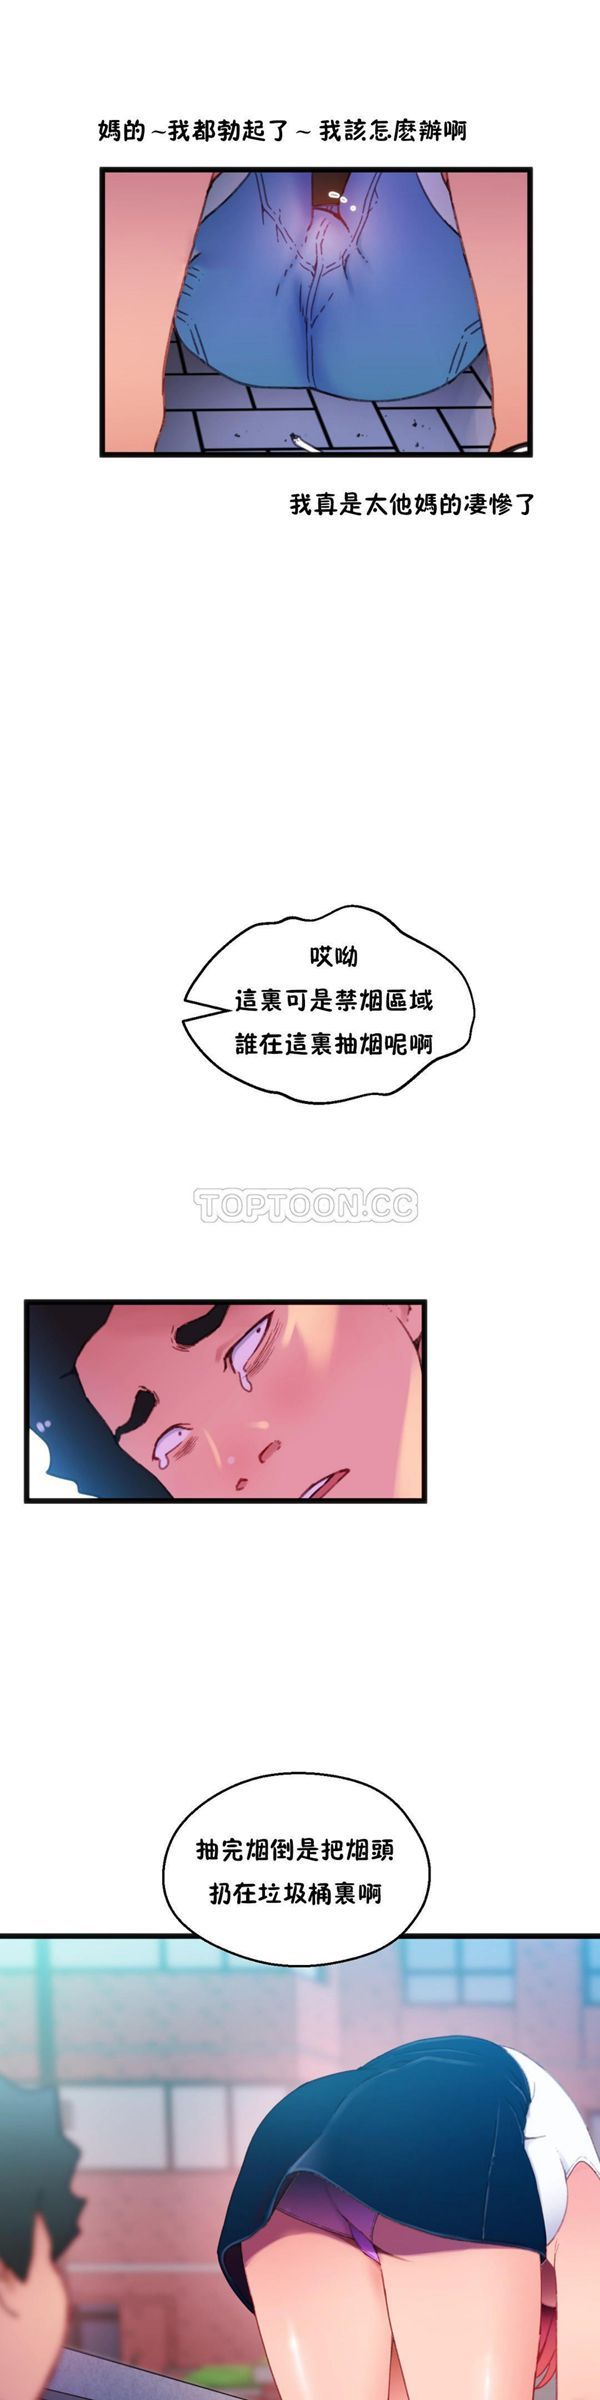 媽的~我都勃起了~我該怎麽辦啊
我真是太他媽的凄慘了
哎呦
這裏可是禁烟區域
誰在這裏抽烟呢啊
TOPTOON.CC
抽完烟倒是把烟頭
扔在垃圾桶裏啊